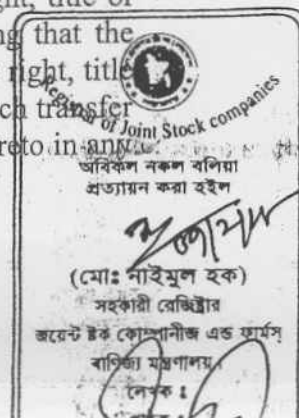 ng that the
right, title
ch transfer
reto in any
Registrar of Joint Stock companies
অবিকল নকল বলিয়া
প্রত্যায়ন করা হইল
(মোঃ নাইমুল হক)
সহকারী রেজিষ্ট্রার
জয়েন্ট ষ্টক কোম্পানীজ এন্ড ফার্মস্
বাণিজ্য মন্ত্রণালয়।
লেখক :